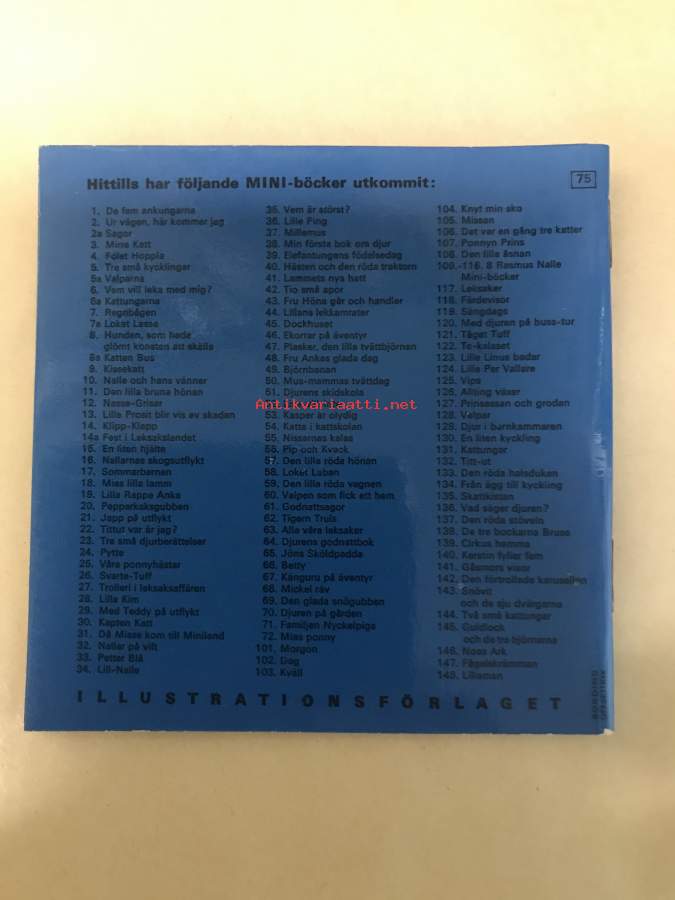 Hittills har följande MINI-böcker utkommit:
75
1. De fem ankungarna
2. Ur vägen, här kommer jag
2a Sagor
3. Mina Katt
4. Fölet Hoppla
5. Tre små kycklingar
5a Valparna
6. Vem vill leka med mig?
6a Kattungarna
7. Regnbågen
7a Loket Lasse
8. Hunden, som hade
glömt konsten att skälla
8a Katten Bus
9. Kissekatt
10. Nalle och hans vänner
11. Den lilla bruna hönan
12. Nasse-Grisar
13. Lille Prosit blir vis av skadan
14. Klipp-Klapp
14a Fest i Leksakslandet
15. En liten hjälte
16. Nallarnas skogsutflykt
17. Sommarbarnen
18. Mias lilla lamm
19. Lilla Rappa Anka
20. Pepparkaksgubben
21. Japp på utflykt
22. Tittut var är jag?
23. Tre små djurberättelser
24. Pytte
25. Våra ponnyhästar
26. Svarte-Tuff
27. Trolleri i leksaksaffären
28. Lilla Kim
29. Med Teddy på utflykt
30. Kapten Katt
31. Då Misse kom till Miniland
32. Nallar på vift
33. Petter Blå
34. Lill-Nalle
35. Vem är störst?
36. Lille Ping
37. Millemus
38. Min första bok om djur
39. Elefantungens födelsedag
40. Hästen och den röda traktorn
41. Lammets nya hatt
42. Tio små apor
43. Fru Höna går och handlar
44. Lillans lekkamrater
45. Dockhuset
46. Ekorrar på äventyr
47. Plasker, den lilla tvättbjörnan
48. Fru Ankas glada dag
49. Björnbanan
50. Mus-mammas tvättdag
51. Djurens skidskola
Antikvariaatti.net
53. Kasper är olydig
54. Katta i kattskolan
55. Nissarnas kalas
56. Pip och Kvack
57. Den lilla röda hönan
58. Loket Laban
59. Den lilla röda vagnen
60. Valpen som fick ett hem
61. Godnattsagor
62. Tigern Truls
63. Alla våra leksaker
64. Djurens godnattbok
65. Jöns Sköldpadda
66. Betty
67. Känguru på äventyr
68. Mickel räv
69. Den glada snögubben
70. Djuren på gården
71. Familjen Nyckelpiga
72. Mias ponny
101. Morgon
102. Dag
103. Kväll
104. Knyt min sko
105. Missan
106. Det var en gång tre katter
107. Ponnyn Prins
108. Den lilla åsnan
109.-116. 8 Rasmus Nalle
Mini-böcker
117. Leksaker
118. Färdevisor
119. Sängdags
120. Med djuren på buss-tur
121. Tåget Tuff
122. Te-kalaset
123. Lille Linus badar
124. Lille Per Vallare
125. Vips
126. Allting växer
127. Prinsessan och grodan
128. Valpar
129. Djur i barnkammaren
130. En liten kyckling
131. Kattungar
132. Titt-ut
133. Den röda halsduken
134. Från ägg till kyckling
135. Skattkistan
136. Vad säger djuren?
137. Den röda stöveln
138. De tre bockarna Bruse
139. Cirkus hemma
140. Kerstin fyller fem
141. Gåsmors visor
142. Den förtrollade karusellen
143. Snövit
och de sju dvärgarna
144. Två små kattungar
145. Guldlock
och de tre björnarna
146. Noas Ark
147. Fågelskrämman
148. Lilleman
ILLUSTRATIONSFÖRLAGET